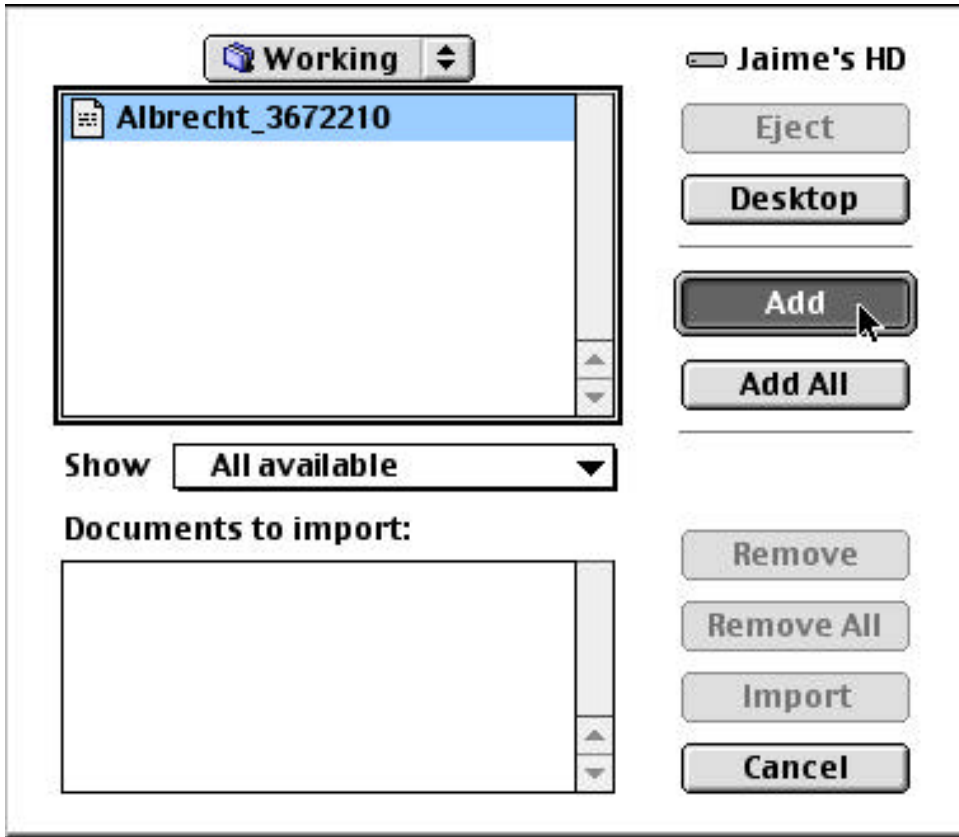 Working
Jaime's HD
Albrecht_3672210
Eject
Desktop
Add
Add All
Show All available
Documents to import:
Remove
Remove All
Import
Cancel